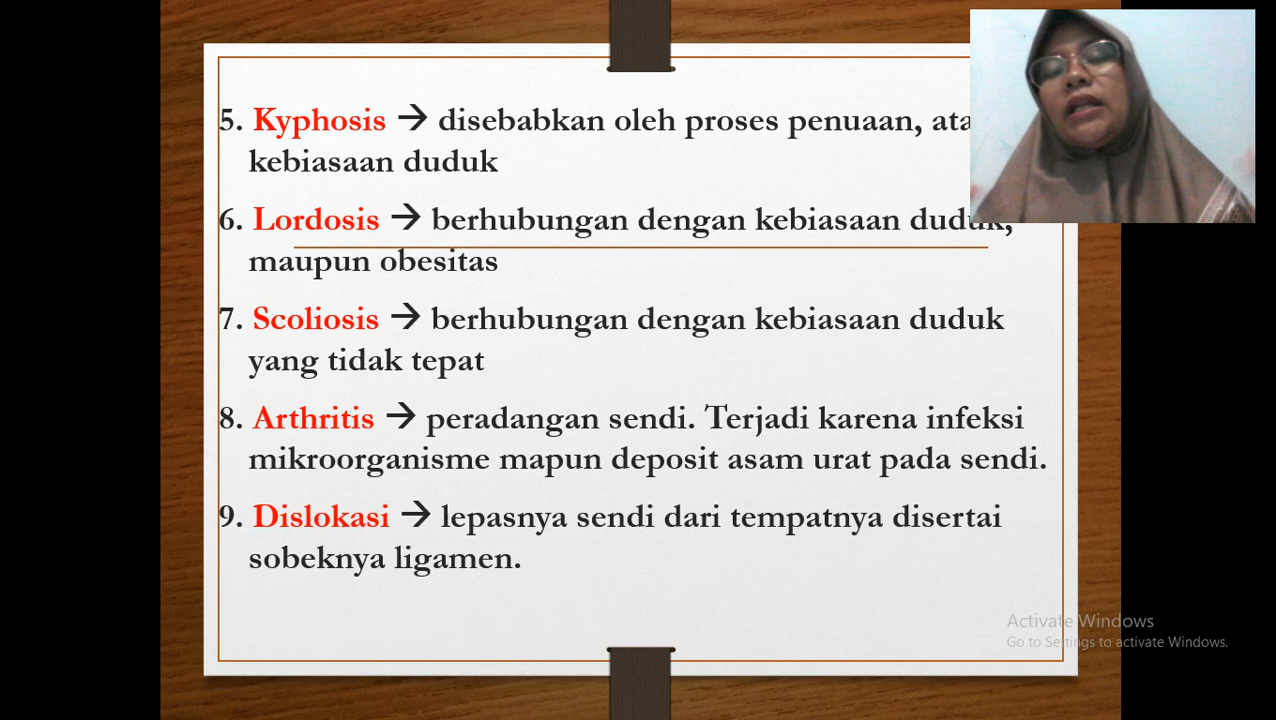 5. Kyphosis → disebabkan oleh proses penuaan,
kebiasaan duduk
6. Lordosis → berhubungan dengan kebiasaan duduk,
maupun obesitas
7. Scoliosis → berhubungan dengan kebiasaan duduk
yang tidak tepat
8. Arthritis → peradangan sendi. Terjadi karena infeksi
mikroorganisme mapun deposit asam urat pada sendi.
9. Dislokasi → lepasnya sendi dari tempatnya disertai
sobeknya ligamen.
Activate Windows
Go to Settings to activate Windows.